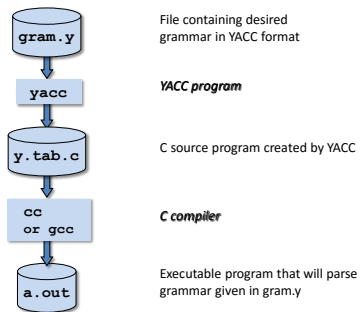 gram.y
File containing desired
grammar in YACC format
yacc
YACC program
y.tab.c
C source program created by YACC
cc
or gcc
C compiler
a.out
Executable program that will parse
grammar given in gram.y